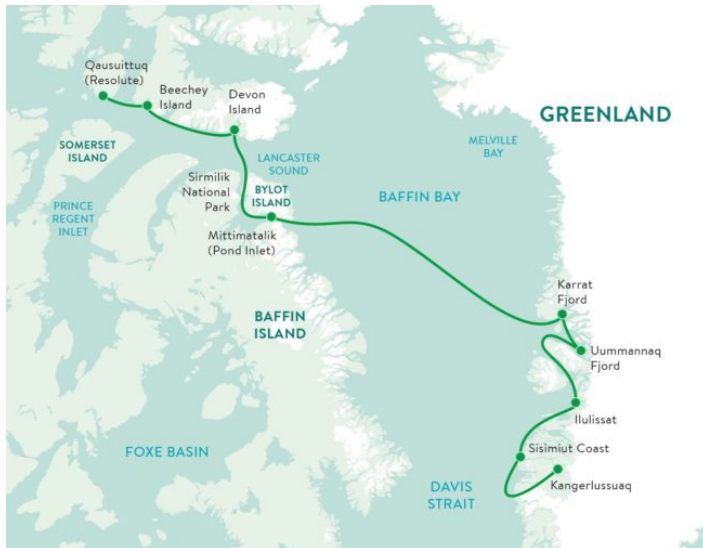 Qausuittuq
(Resolute)
Beechey
Island
Devon
Island
GREENLAND
SOMERSET
ISLAND
LANCASTER
SOUND
MELVILLE
BAY
Sirmilik
National
Park
BYLOT
ISLAND
PRINCE
REGENT
INLET
BAFFIN BAY
Mittimatalik
(Pond Inlet)
Karrat
Fjord
BAFFIN
ISLAND
Uummannaq
Fjord
Ilulissat
FOXE BASIN
Sisimiut Coast
DAVIS
STRAIT
Kangerlussuaq